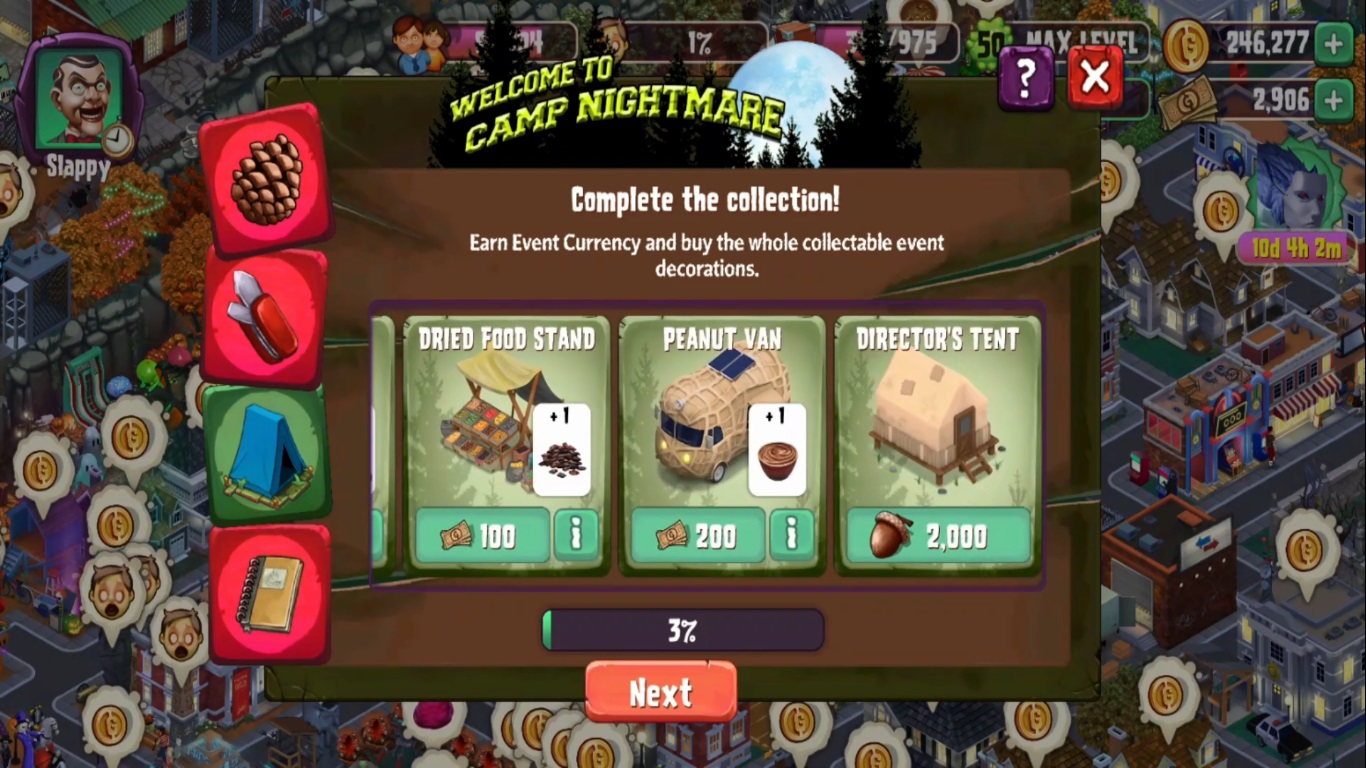 1%
/975
50
MAX LEVEL
246,277
2,906
WELCOME TO
CAMP NIGHTMARE
?
X
Slappy
10d 4h 2m
Complete the collection!
Earn Event Currency and buy the whole collectable event
decorations.
DRIED FOOD STAND
PEANUT VAN
DIRECTOR'S TENT
+1
+1
100
i
200
i
2,000
3%
Next